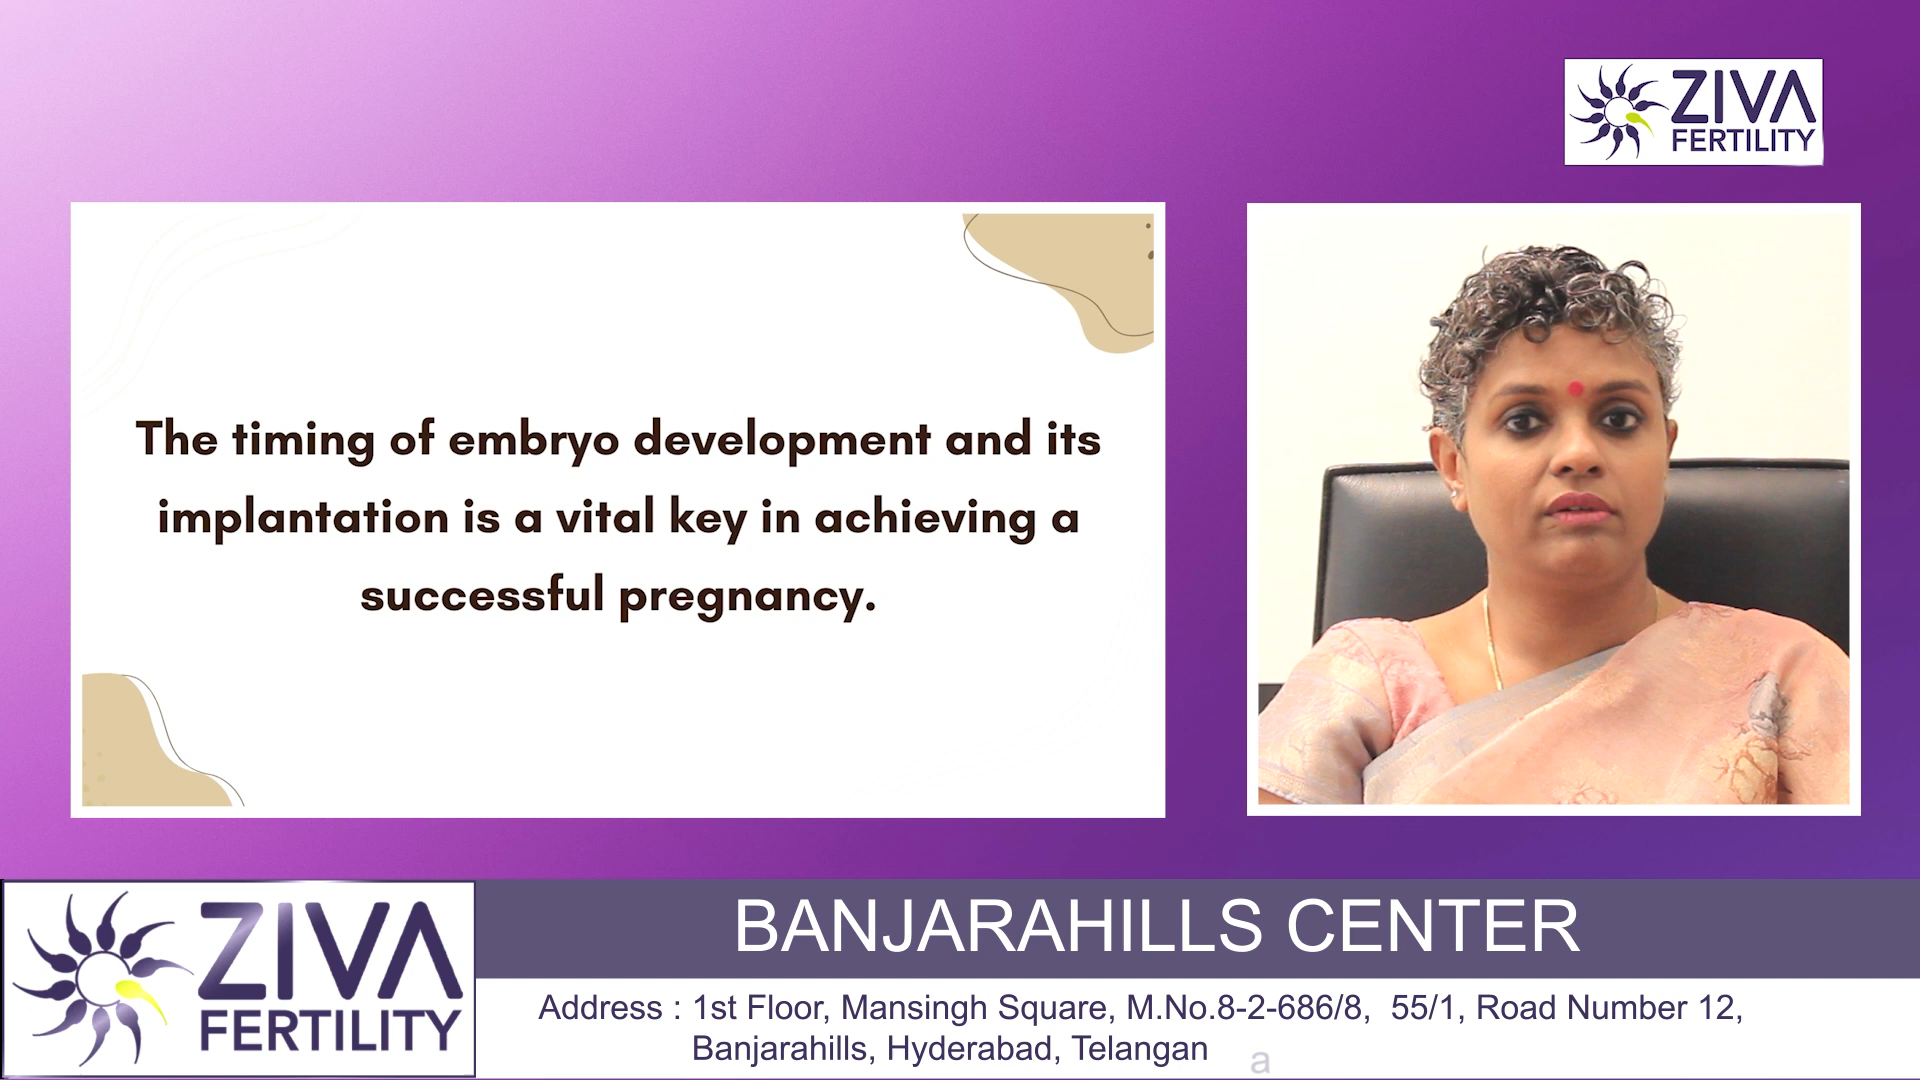 ZIVA
FERTILITY
The timing of embryo development and its
implantation is a vital key in achieving a
successful pregnancy.
ZIVA
FERTILITY
BANJARAHILLS CENTER
Address : 1st Floor, Mansingh Square, M.No.8-2-686/8, 55/1, Road Number 12,
Banjarahills, Hyderabad, Telangan a